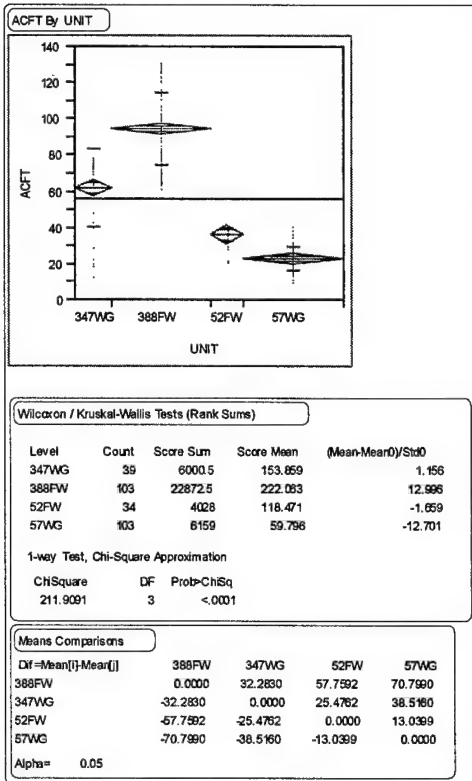 ACFT By UNIT
140
120
100
80
60
40
20
0
ACFT
347WG 388FW 52FW 57WG
UNIT
Wilcoxon / Kruskal-Wallis Tests (Rank Sums)
Level Count Score Sum Score Mean (Mean-Mean0)/Std0
347WG 39 6000.5 153.859 1.156
388FW 103 22872.5 222.063 12.996
52FW 34 4028 118.471 -1.659
57WG 103 6159 59.796 -12.701
1-way Test, Chi-Square Approximation
ChiSquare DF Prob>ChiSq
211.9091 3 <.0001
Means Comparisons
Dif=Mean[i]-Mean[j] 388FW 347WG 52FW 57WG
388FW 0.0000 32.2830 57.7592 70.7990
347WG -32.2830 0.0000 25.4762 38.5160
52FW -57.7592 -25.4762 0.0000 13.0399
57WG -70.7990 -38.5160 -13.0399 0.0000
Alpha= 0.05